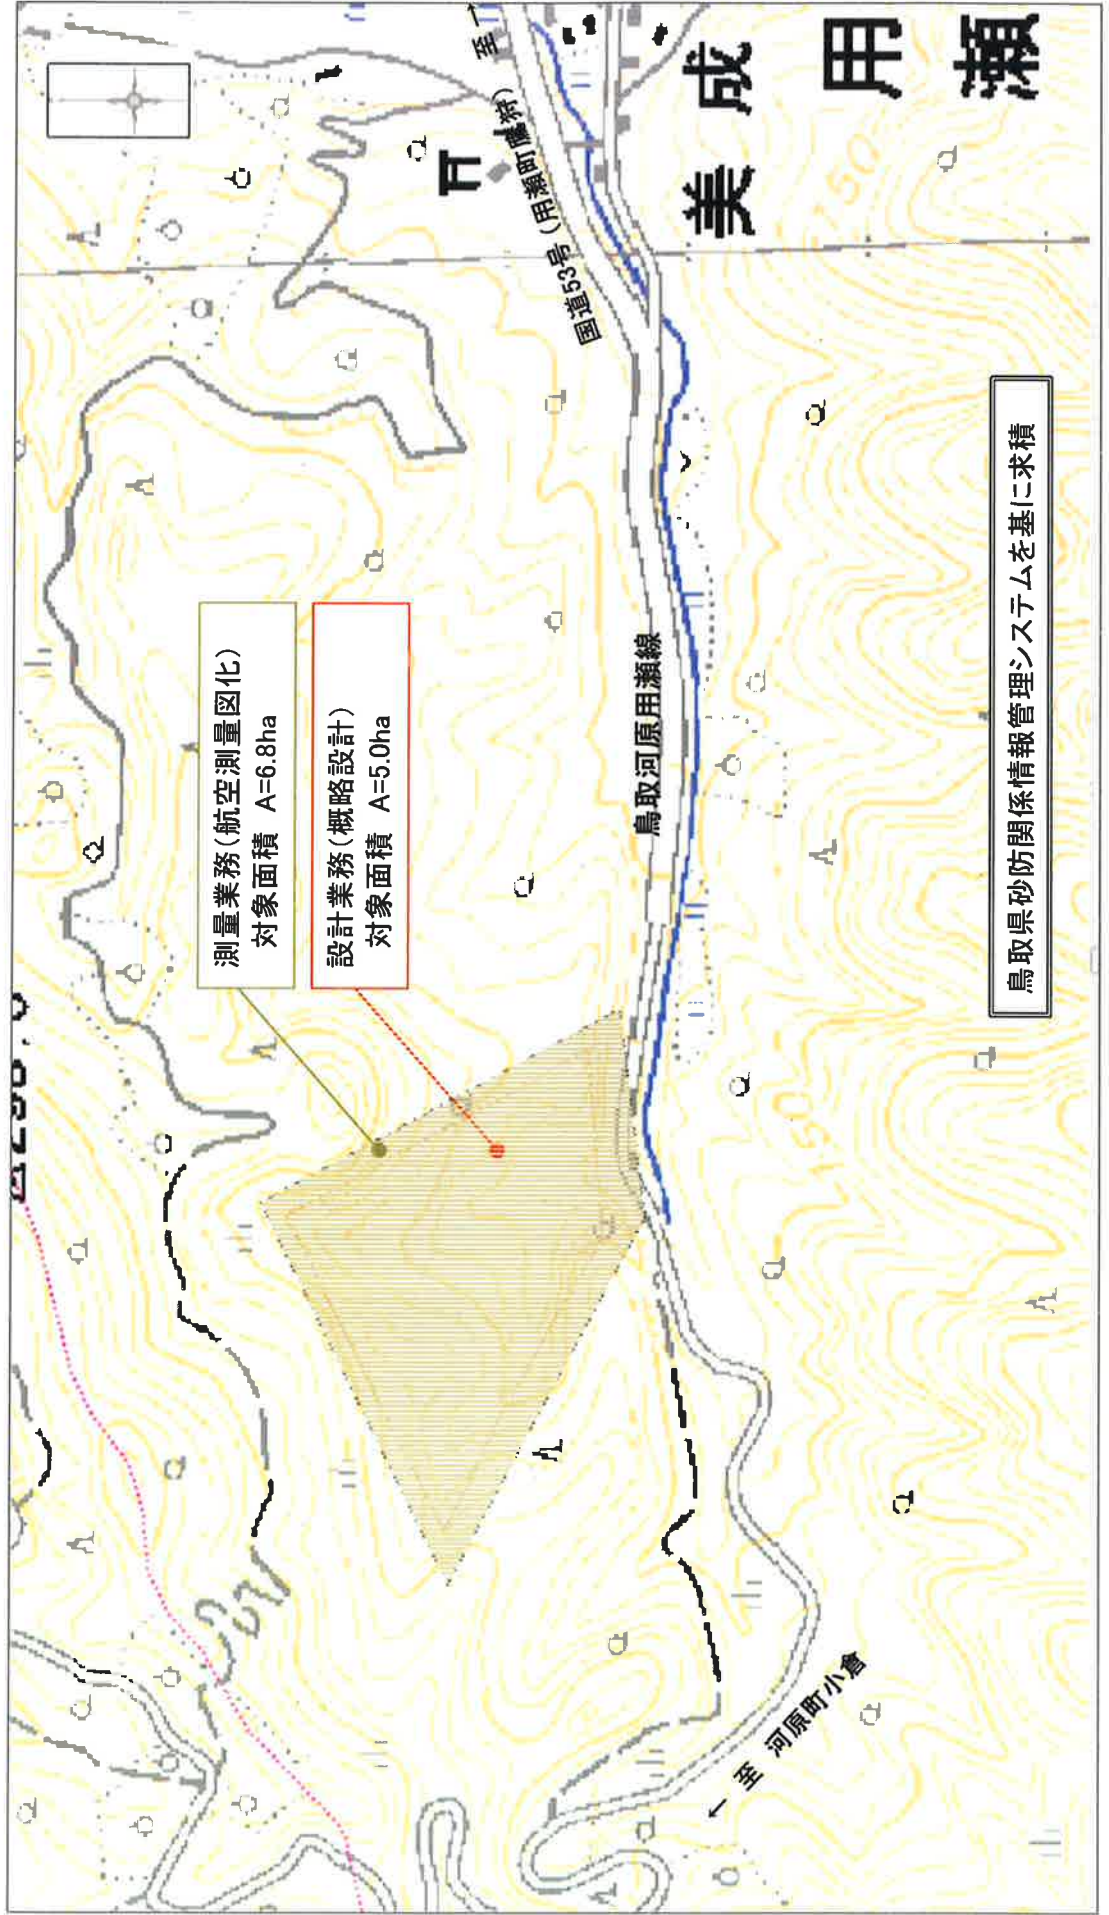 測量業務(航空測量図化)
対象面積 A=6.8ha
設計業務(概略設計)
対象面積 A=5.0ha
至→
国道53号(用瀬町鷹狩)
鳥取河原用瀬線
← 至 河原町小倉
美成
用
瀬
150
150
鳥取県砂防関係情報管理システムを基に求積